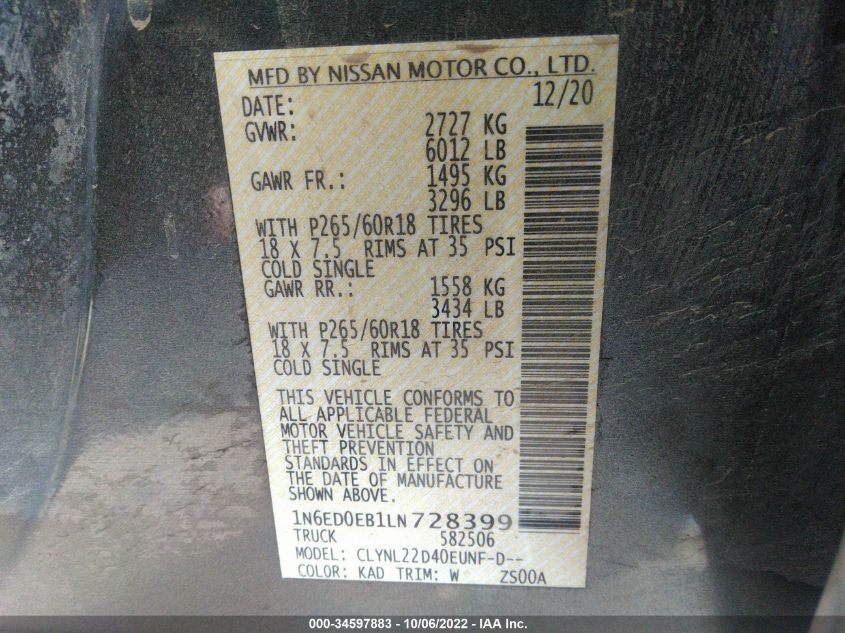 MFD BY NISSAN MOTOR CO., LTD.
DATE: 12/20
GVWR: 2727 KG
6012 LB
GAWR FR.: 1495 KG
3296 LB
WITH P265/60R18 TIRES
18 X 7.5 RIMS AT 35 PSI
COLD SINGLE
GAWR RR.: 1558 KG
3434 LB
WITH P265/60R18 TIRES
18 X 7.5 RIMS AT 35 PSI
COLD SINGLE
THIS VEHICLE CONFORMS TO
ALL APPLICABLE FEDERAL
MOTOR VEHICLE SAFETY AND
THEFT PREVENTION
STANDARDS IN EFFECT ON
THE DATE OF MANUFACTURE
SHOWN ABOVE.
1N6ED0EB1LN728399
TRUCK 582506
MODEL: CLYNL22D40EUNF-D--
COLOR: KAD TRIM: W ZS00A
000-34597883 - 10/06/2022 - IAA Inc.